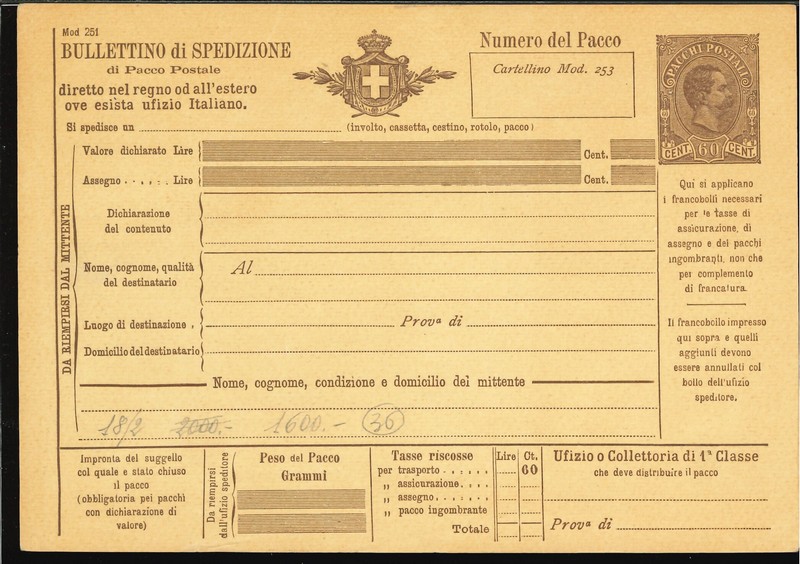 Mod 251
BULLETTINO di SPEDIZIONE
di Pacco Postale
diretto nel regno od all'estero
ove esista ufizio Italiano.
Numero del Pacco
Cartellino Mod. 253
PACCHI POSTALI
CENT. 60 CENT.
Si spedisce un (involto, cassetta, cestino, rotolo, pacco)
DA RIEMPIRSI DAL MITTENTE
Valore dichiarato Lire Cent.
Assegno Lire Cent.
Dichiarazione
del contenuto
Nome, cognome, qualità
del destinatario
Al
Luogo di destinazione Provª di
Domicilio del destinatario
Nome, cognome, condizione e domicilio del mittente
18/2 2000.- 1600.- 36
Qui si applicano
i francobolli necessari
per le tasse di
assicurazione, di
assegno e dei pacchi
ingombranti, non che
per complemento
di francatura.
Il francobollo impresso
qui sopra e quelli
aggiunti devono
essere annullati col
bollo dell'ufizio
speditore.
Impronta del suggello
col quale e stato chiuso
il pacco
(obbligatoria pei pacchi
con dichiarazione di
valore)
Da riempirsi
dall'ufizio speditore
Peso del Pacco
Grammi
Tasse riscosse Lire Ct.
per trasporto 60
„ assicurazione
„ assegno
„ pacco ingombrante
Totale
Ufizio o Collettoria di 1ª Classe
che deve distribuire il pacco
Provª di